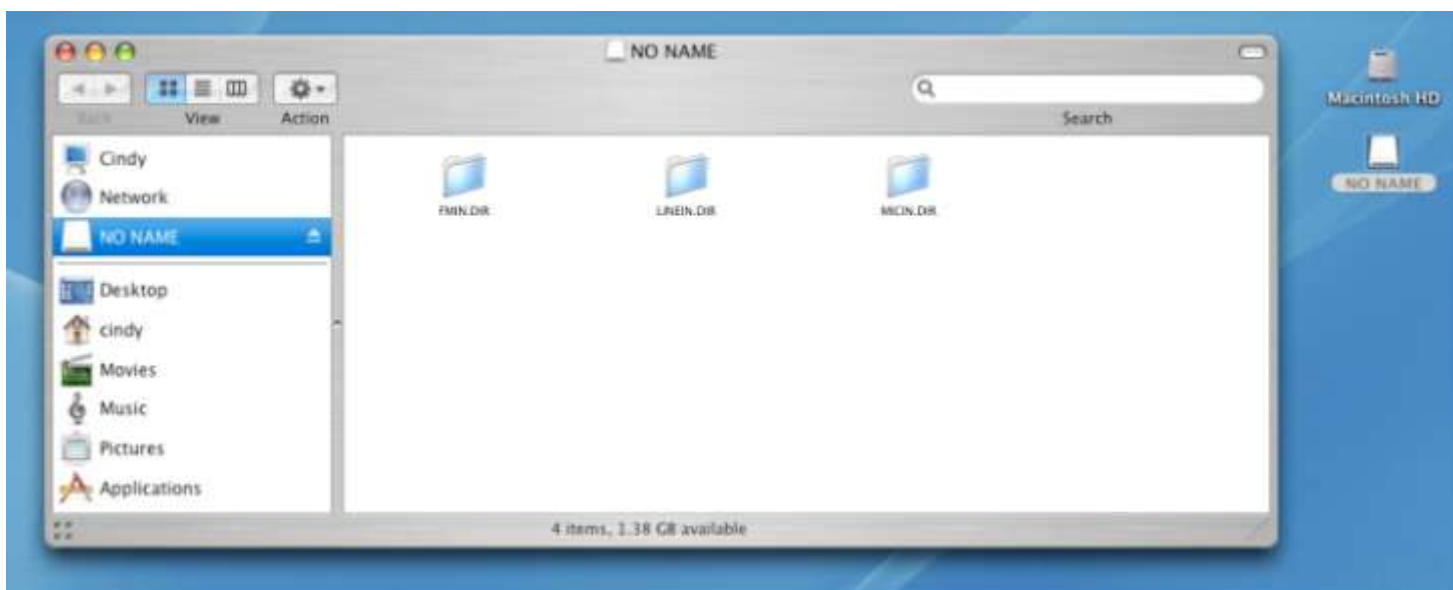 NO NAME
Back
View
Action
Search
Macintosh HD
NO NAME
Cindy
Network
NO NAME
Desktop
cindy
Movies
Music
Pictures
Applications
FMIN.DIR
LINEIN.DIR
MICIN.DIR
4 items, 1.38 GB available